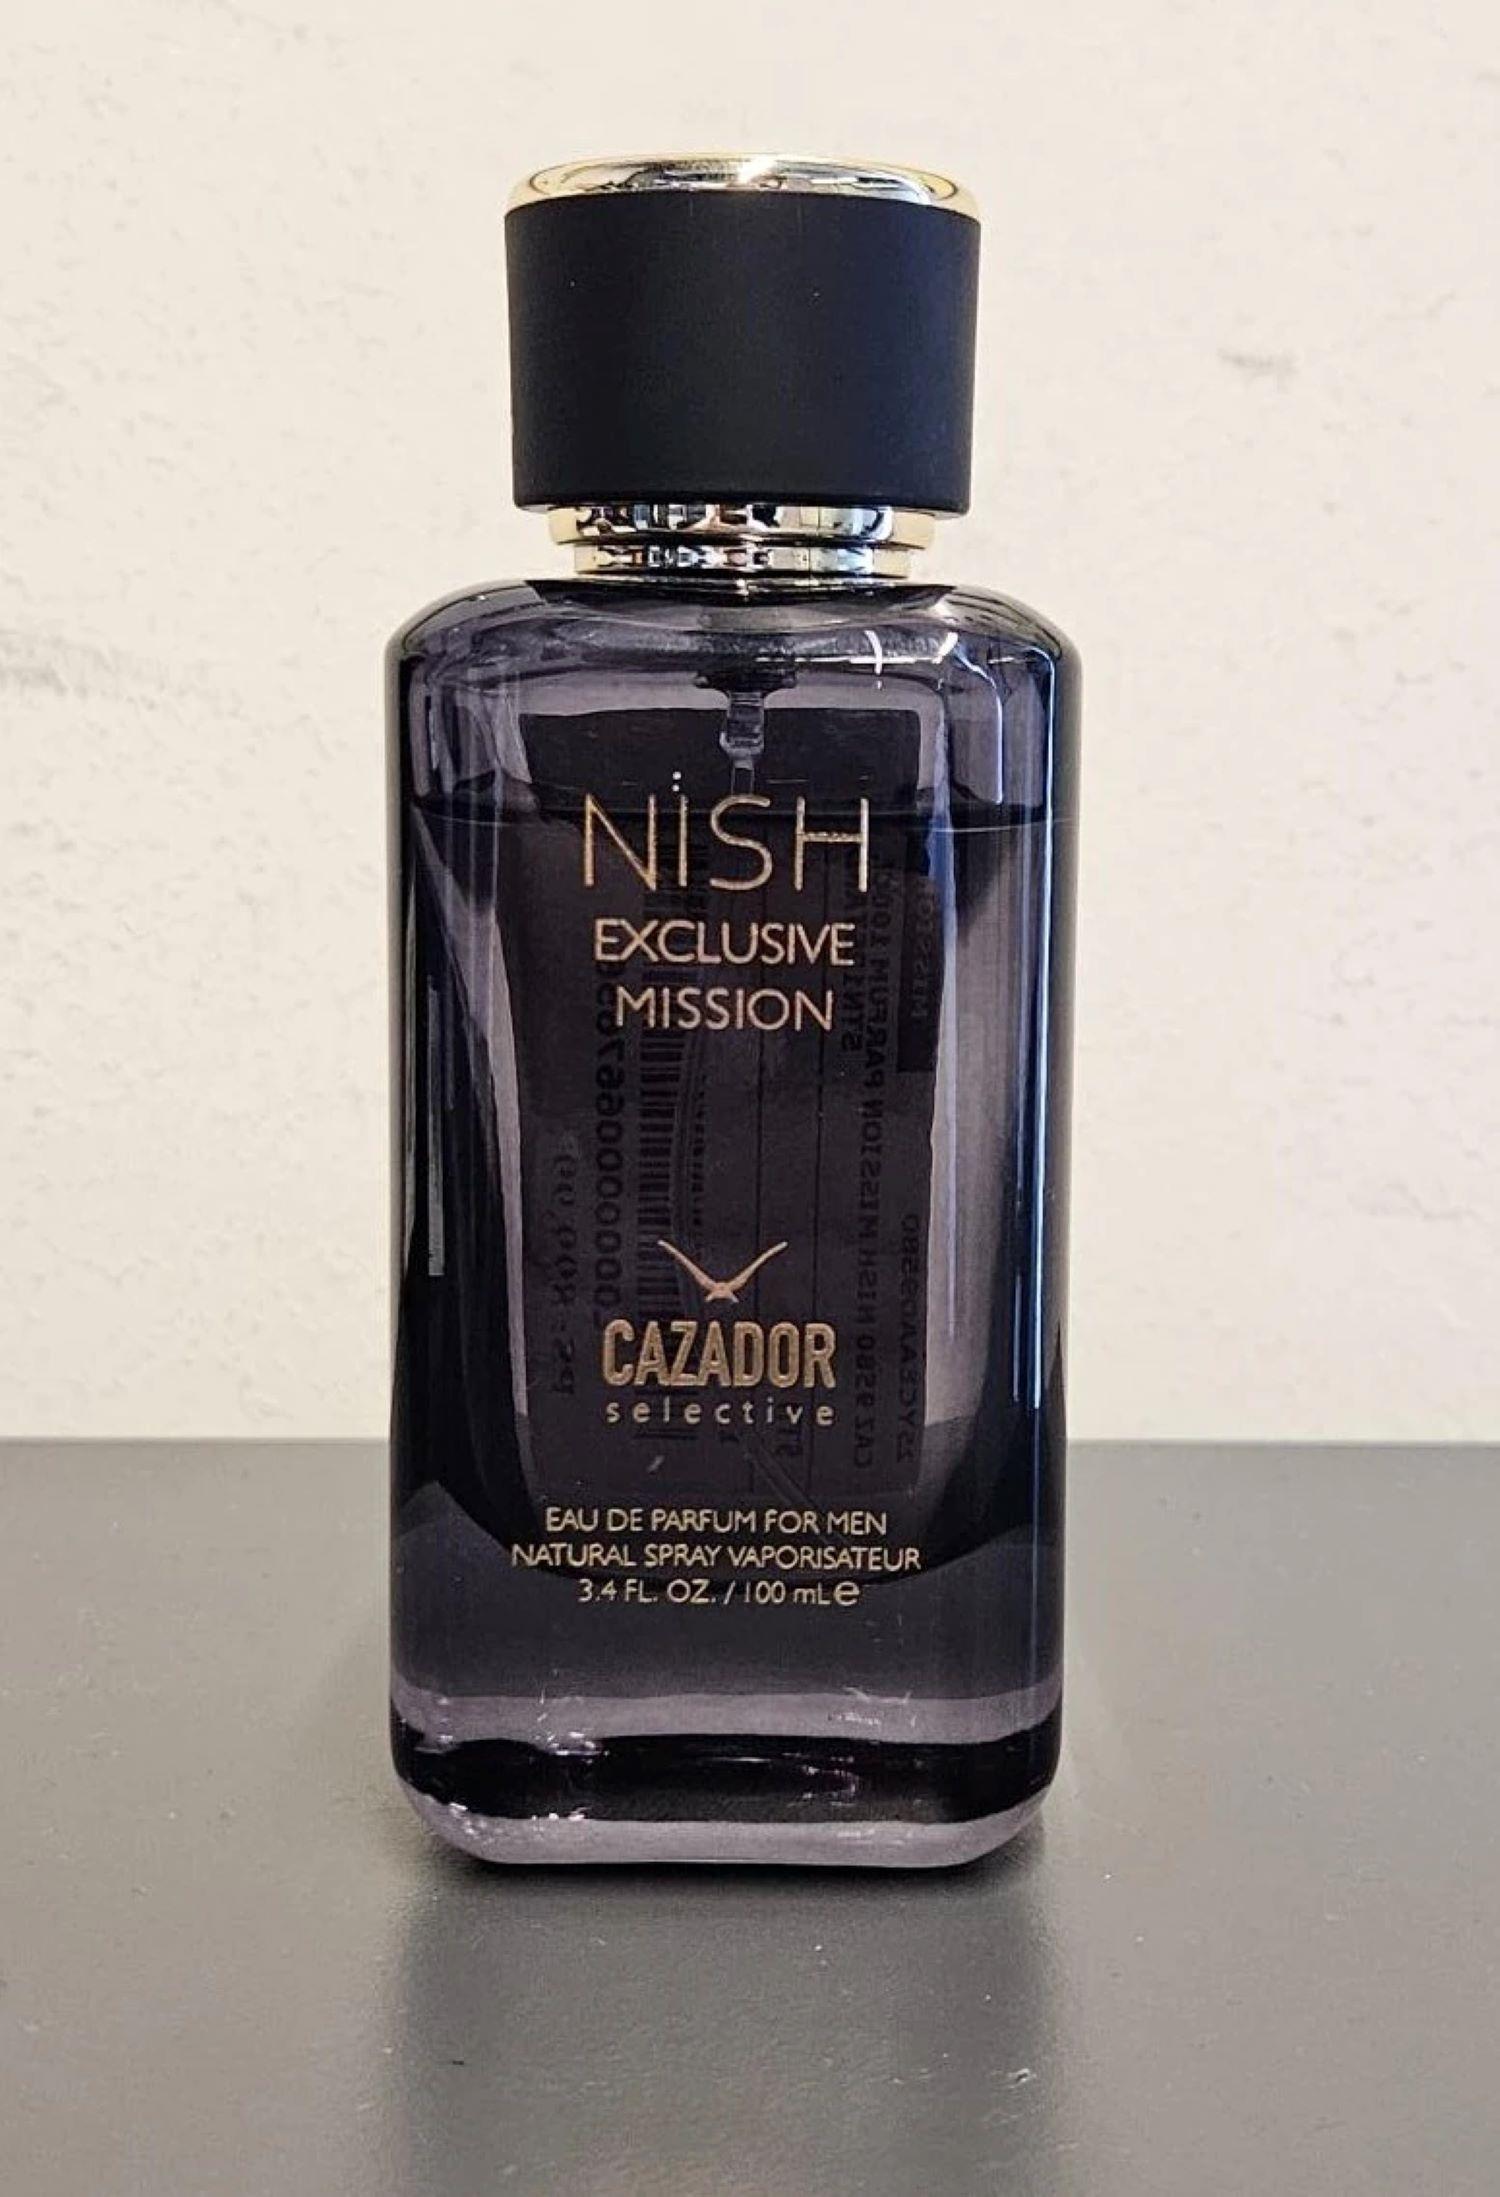 NiSH
EXCLUSIVE
MISSION
CAZADOR
selective
EAU DE PARFUM FOR MEN
NATURAL SPRAY VAPORISATEUR
3.4 FL. OZ. / 100 mL e